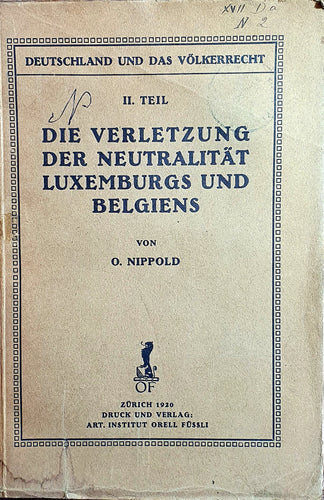 XVII Da
N 2
DEUTSCHLAND UND DAS VÖLKERRECHT
II. TEIL
DIE VERLETZUNG
DER NEUTRALITÄT
LUXEMBURGS UND
BELGIENS
VON
O. NIPPOLD
OF
ZÜRICH 1920
DRUCK UND VERLAG:
ART. INSTITUT ORELL FÜSSLI